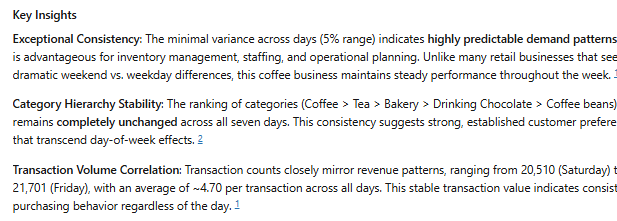 Key Insights
Exceptional Consistency: The minimal variance across days (5% range) indicates highly predictable demand patterns
is advantageous for inventory management, staffing, and operational planning. Unlike many retail businesses that see
dramatic weekend vs. weekday differences, this coffee business maintains steady performance throughout the week. 1
Category Hierarchy Stability: The ranking of categories (Coffee > Tea > Bakery > Drinking Chocolate > Coffee beans)
remains completely unchanged across all seven days. This consistency suggests strong, established customer prefere
that transcend day-of-week effects. 2
Transaction Volume Correlation: Transaction counts closely mirror revenue patterns, ranging from 20,510 (Saturday) t
21,701 (Friday), with an average of ~4.70 per transaction across all days. This stable transaction value indicates consist
purchasing behavior regardless of the day. 1